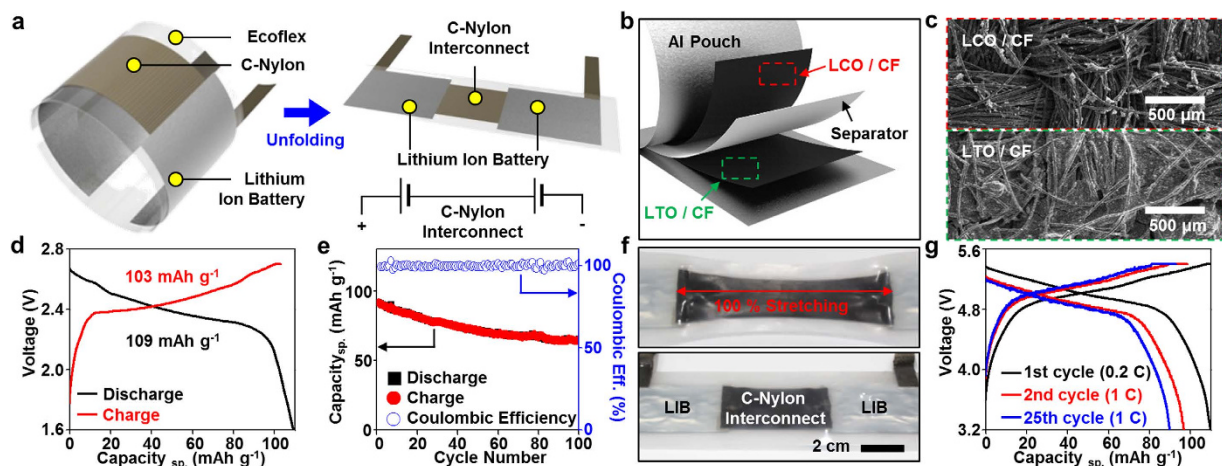 a
Ecoflex
C-Nylon
Unfolding
Lithium
Ion Battery
C-Nylon
Interconnect
Lithium Ion Battery
C-Nylon
Interconnect
+
-
b
Al Pouch
LCO / CF
Separator
LTO / CF
c
LCO / CF
500 µm
LTO / CF
500 µm
d
2.8
2.4
2.0
1.6
Voltage (V)
103 mAh g-1
109 mAh g-1
Discharge
Charge
0 20 40 60 80 100
Capacity sp. (mAh g-1)
e
100
50
0
Capacity sp. (mAh g-1)
Discharge
Charge
Coulombic Efficiency
100
50
0
Coulombic Eff. (%)
0 20 40 60 80 100
Cycle Number
f
100 % Stretching
LIB
C-Nylon
Interconnect
LIB
2 cm
g
5.6
4.8
4.0
3.2
Voltage (V)
1st cycle (0.2 C)
2nd cycle (1 C)
25th cycle (1 C)
0 20 40 60 80 100
Capacity sp. (mAh g-1)